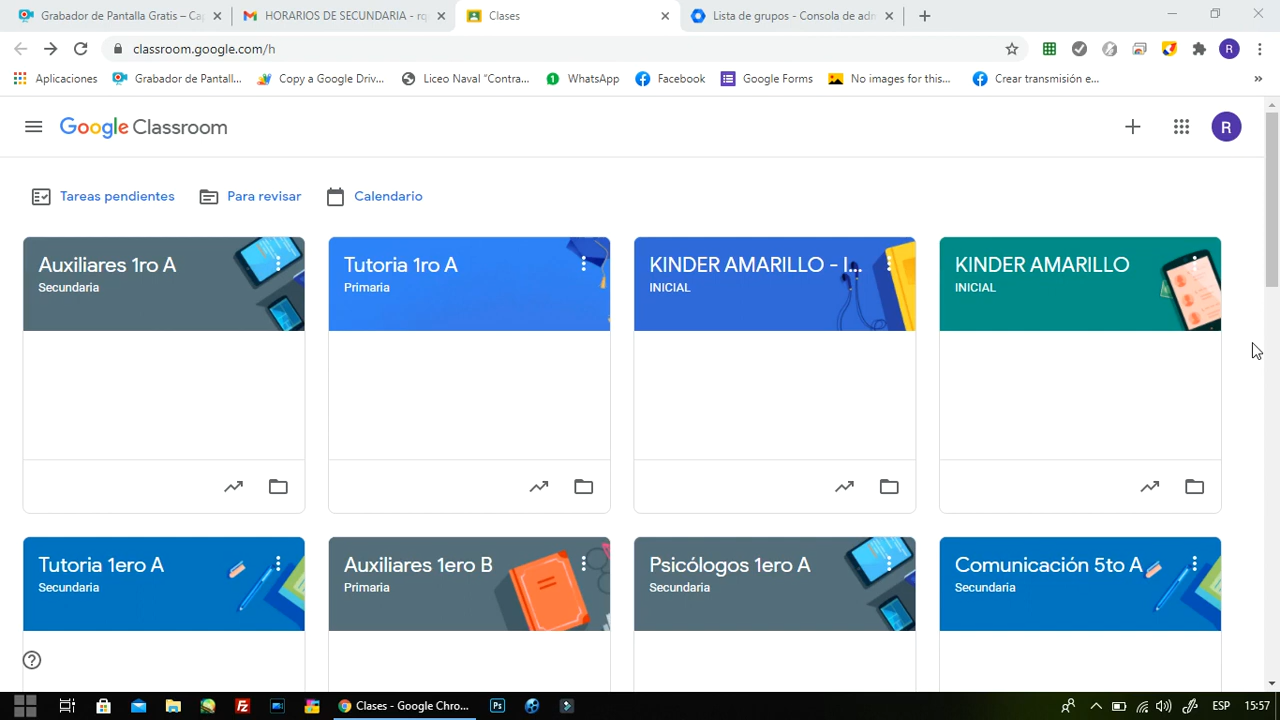 Grabador de Pantalla Gratis – Ca
HORARIOS DE SECUNDARIA - rq
Clases
Lista de grupos - Consola de adm
classroom.google.com/h
R
Aplicaciones
Grabador de Pantall...
Copy a Google Driv...
Liceo Naval "Contra...
WhatsApp
Facebook
Google Forms
No images for this...
Crear transmisión e...
»
Google Classroom
R
Tareas pendientes
Para revisar
Calendario
Auxiliares 1ro A
Secundaria
Tutoria 1ro A
Primaria
KINDER AMARILLO - I...
INICIAL
KINDER AMARILLO
INICIAL
Tutoria 1ero A
Secundaria
Auxiliares 1ero B
Primaria
Psicólogos 1ero A
Secundaria
Comunicación 5to A
Secundaria
Clases - Google Chro...
Ps
ESP
15:57